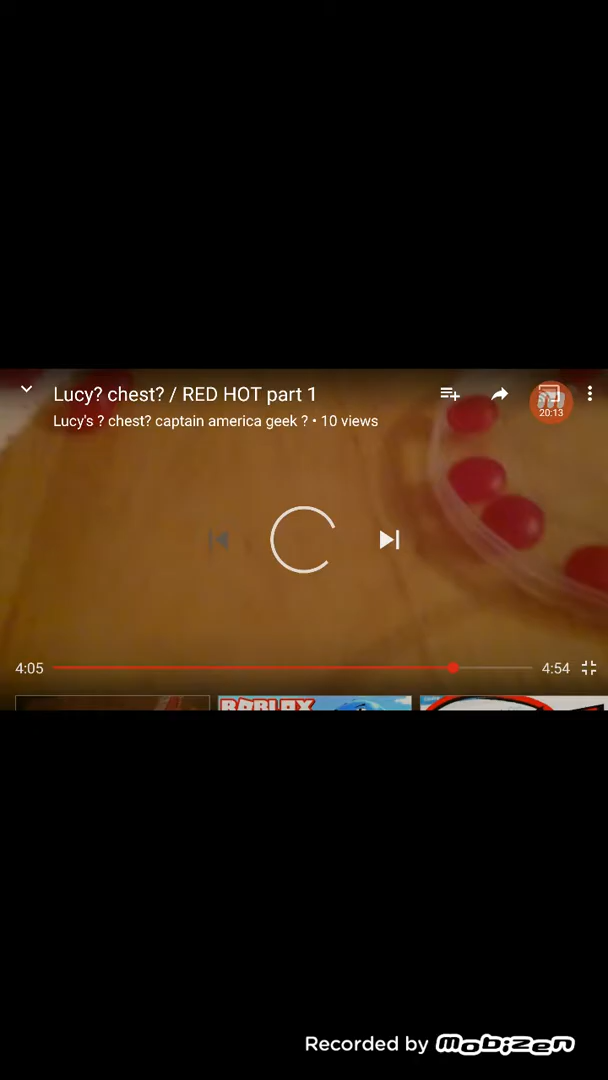 Lucy? chest? / RED HOT part 1
Lucy's ? chest? captain america geek ? • 10 views
20:13
4:05
4:54
ROBLOX
Recorded by mobizen